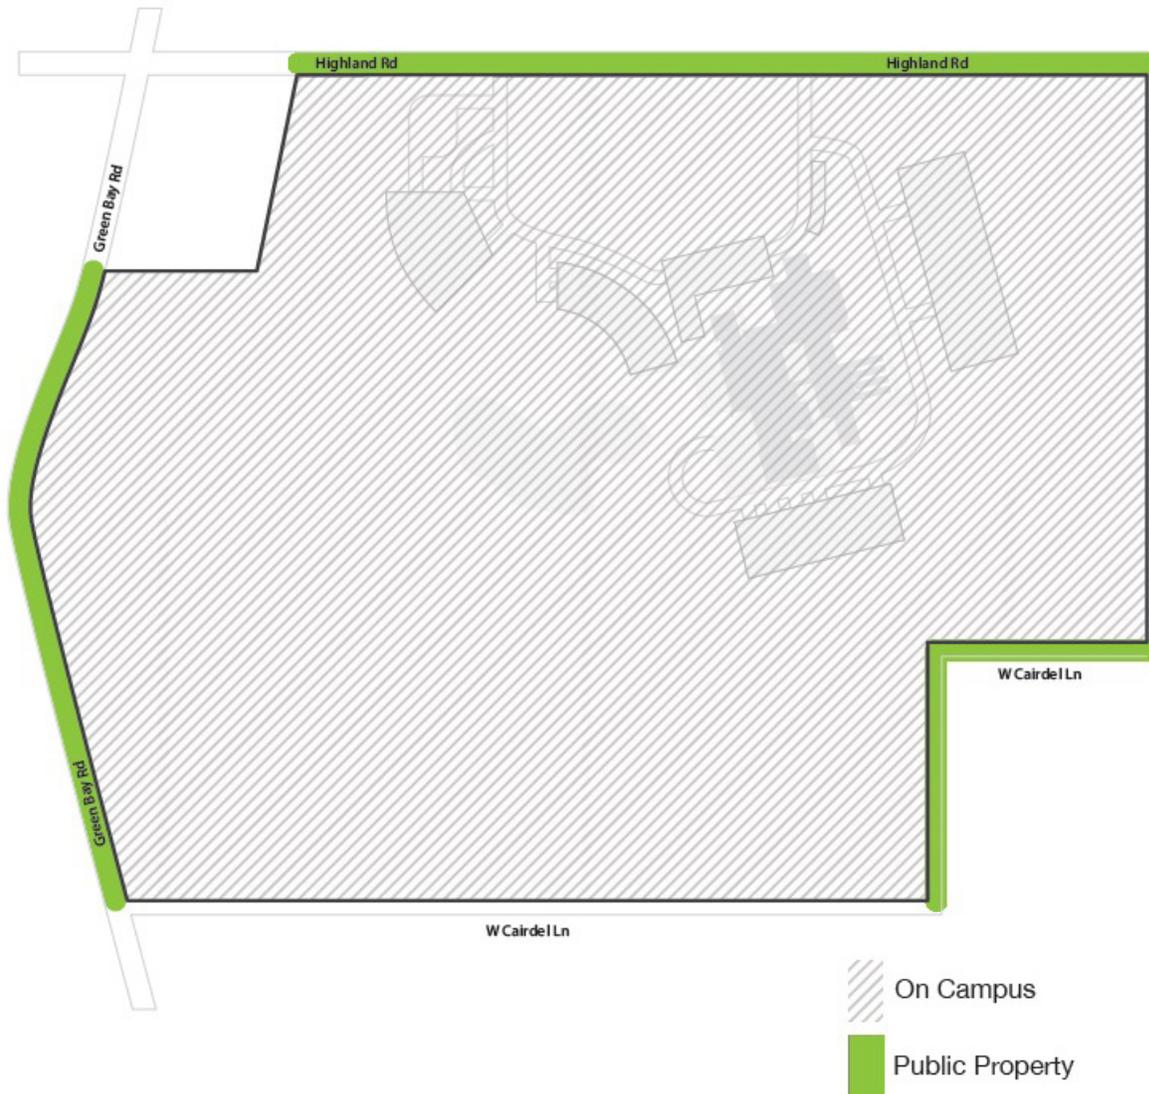 Highland Rd
Highland Rd
Green Bay Rd
W Cairdel Ln
Green Bay Rd
W Cairdel Ln
On Campus
Public Property